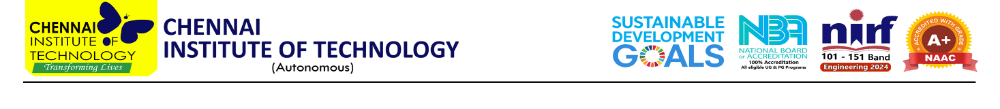 CHENNAI
INSTITUTE OF
TECHNOLOGY
Transforming Lives
CHENNAI
INSTITUTE OF TECHNOLOGY
(Autonomous)
SUSTAINABLE
DEVELOPMENT
GOALS
NBA
NATIONAL BOARD
OF ACCREDITATION
100% Accreditation
All eligible UG & PG Programs
nirf
101 - 151 Band
Engineering 2024
ACCREDITED WITH GRADE
A+
NAAC